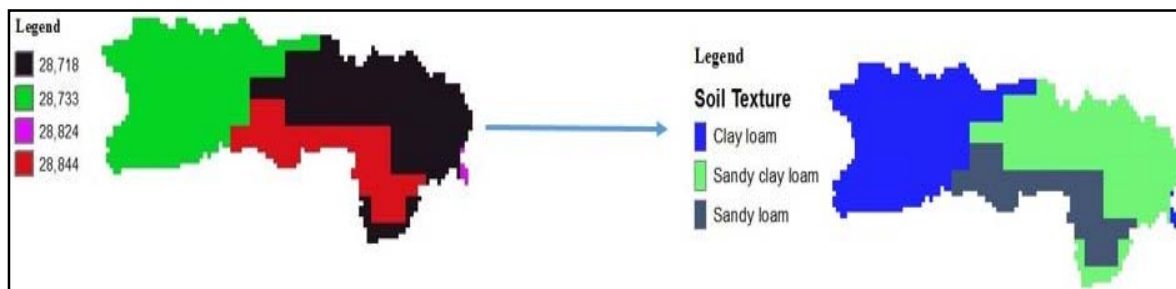 Legend
28,718
28,733
28,824
28,844
Legend
Soil Texture
Clay loam
Sandy clay loam
Sandy loam